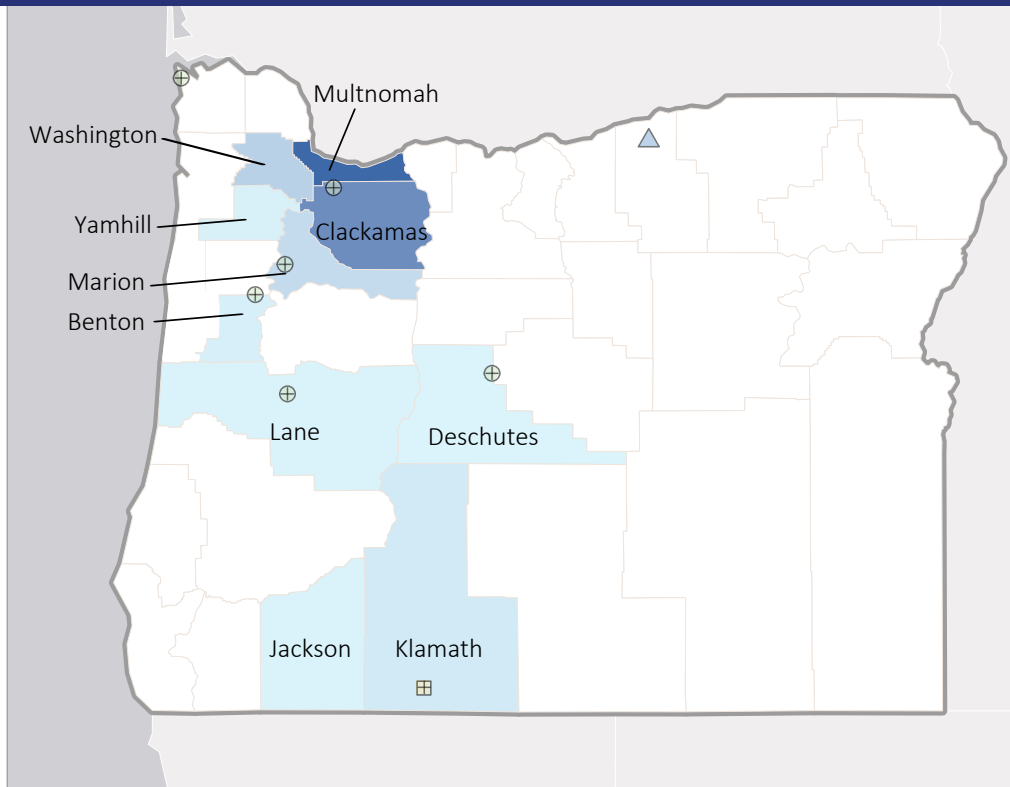 Multnomah
Washington
Yamhill
Clackamas
Marion
Benton
Lane
Deschutes
Jackson
Klamath